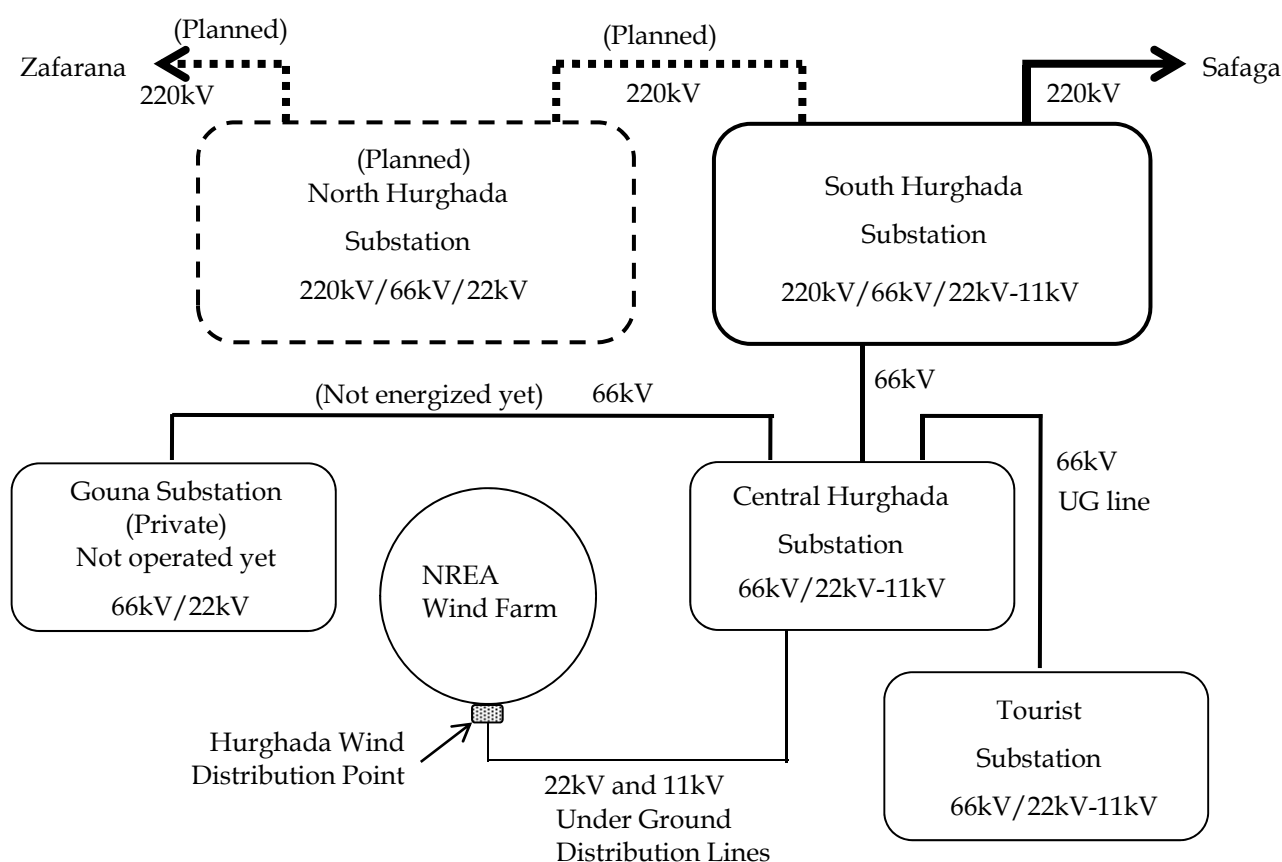 (Planned)
(Planned)
Zafarana
Safaga
220kV
220kV
220kV
(Planned)
North Hurghada
Substation
220kV/66kV/22kV
South Hurghada
Substation
220kV/66kV/22kV-11kV
(Not energized yet) 66kV
66kV
Gouna Substation
(Private)
Not operated yet
66kV/22kV
NREA
Wind Farm
Central Hurghada
Substation
66kV/22kV-11kV
66kV
UG line
Hurghada Wind
Distribution Point
22kV and 11kV
Under Ground
Distribution Lines
Tourist
Substation
66kV/22kV-11kV